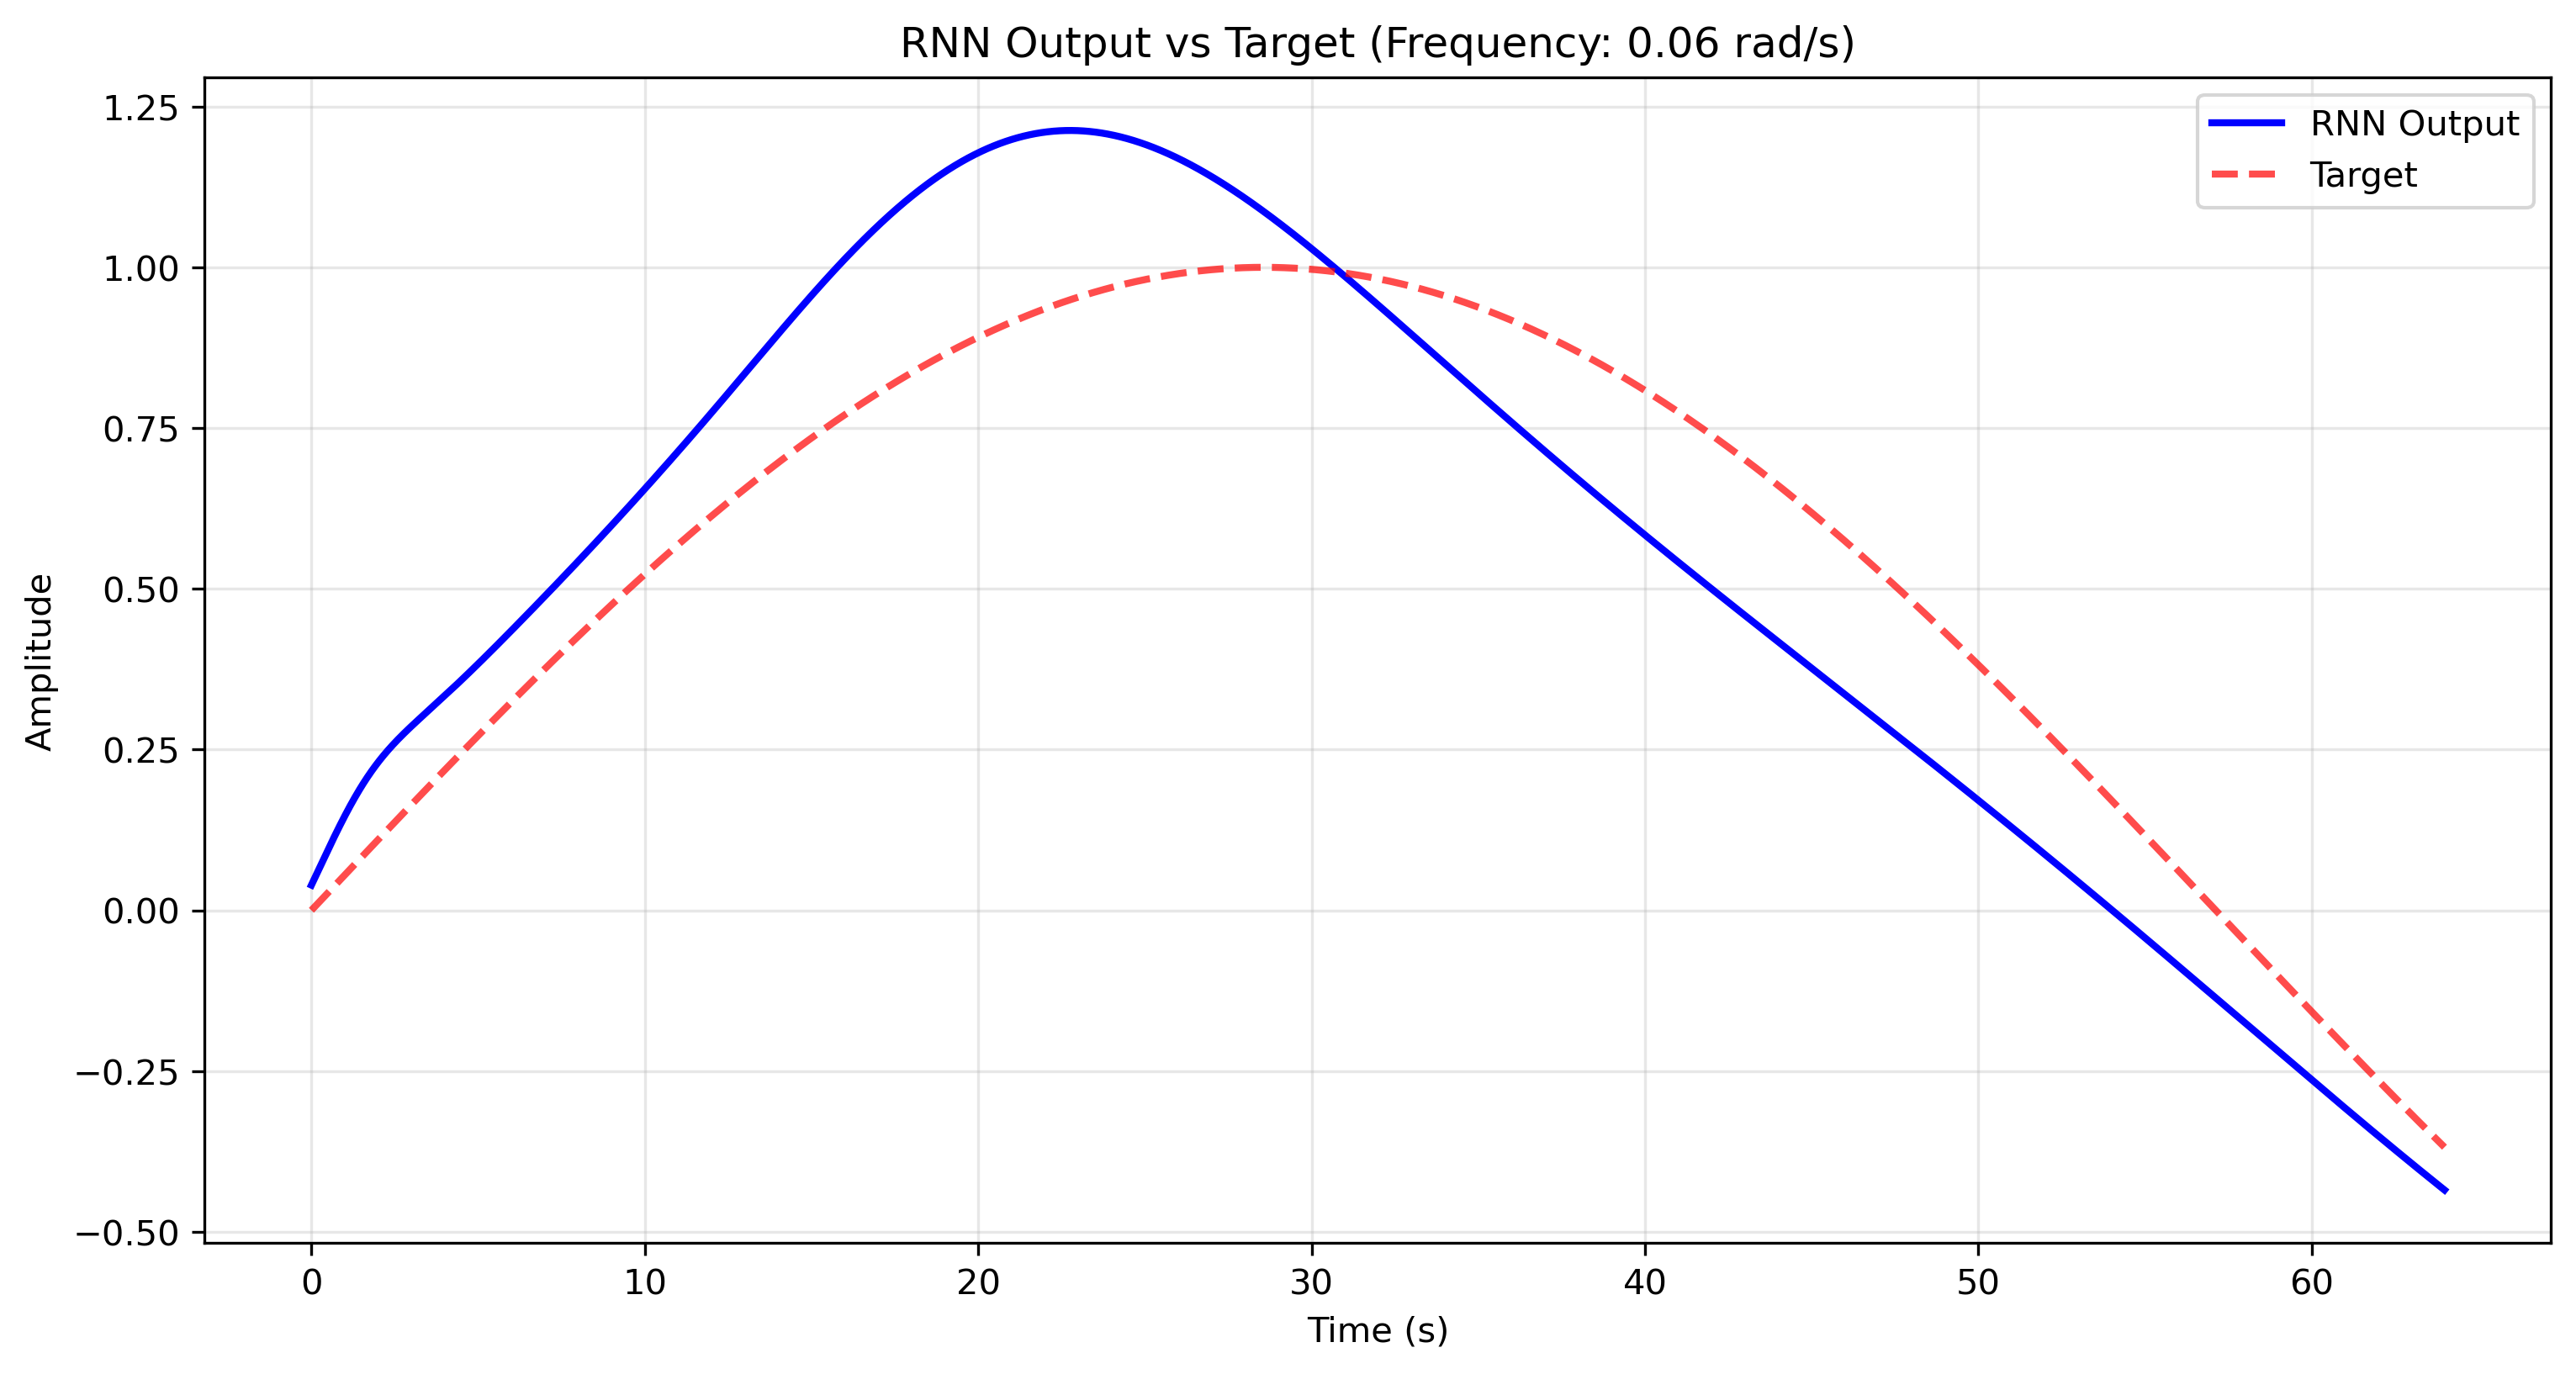 RNN Output vs Target (Frequency: 0.06 rad/s)
RNN Output
Target
Amplitude
1.25
1.00
0.75
0.50
0.25
0.00
−0.25
−0.50
0 10 20 30 40 50 60
Time (s)